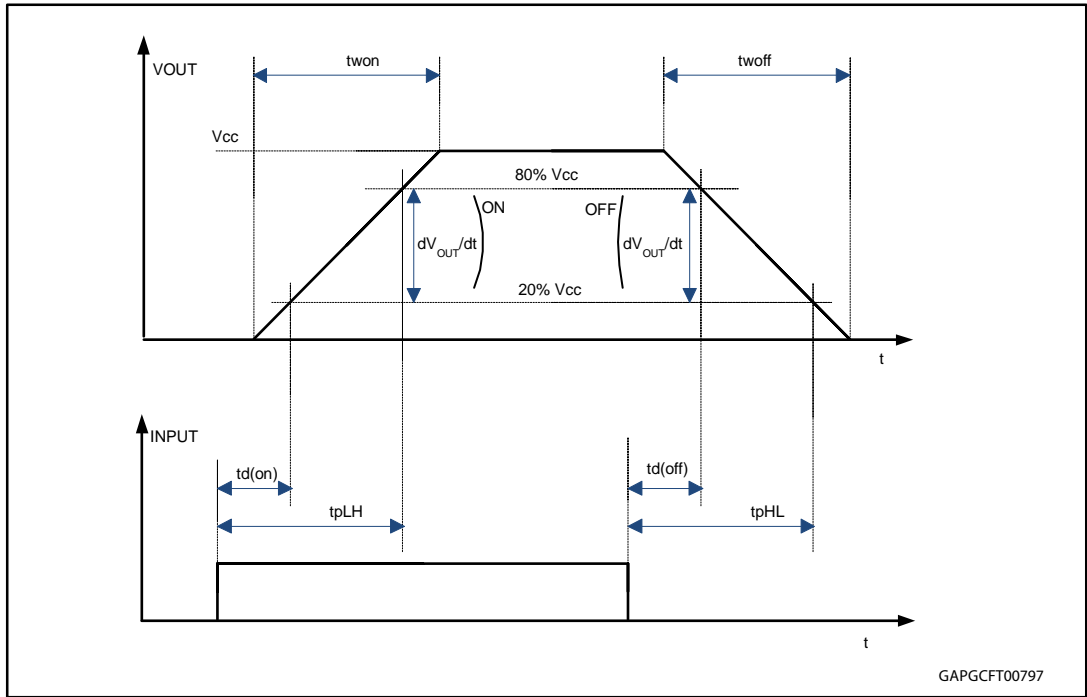 VOUT
twon
twoff
Vcc
80% Vcc
ON
OFF
dVOUT/dt
dVOUT/dt
20% Vcc
t
INPUT
td(on)
td(off)
tpLH
tpHL
t
GAPGCFT00797